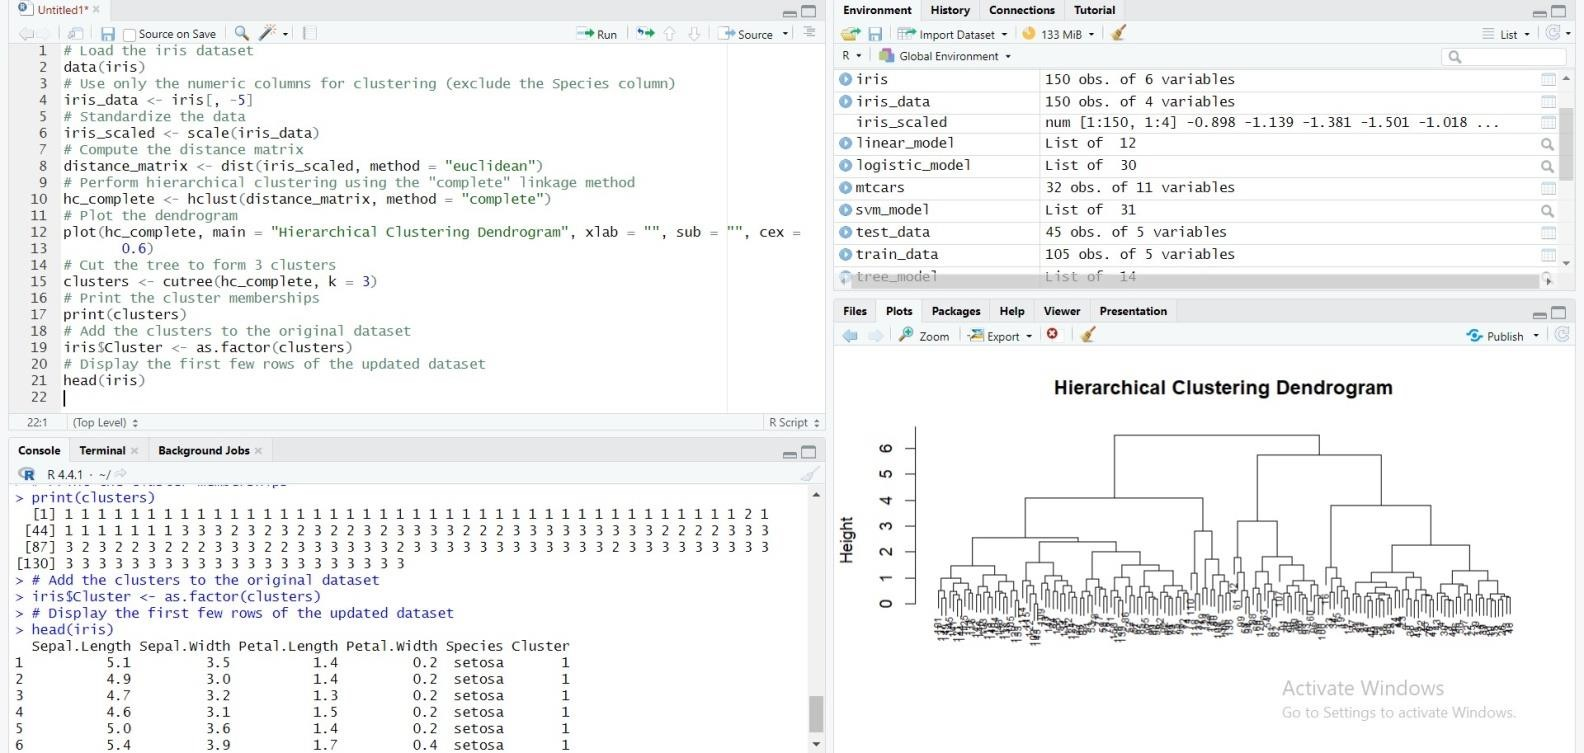 Untitled1*
Source on Save
Run
Source
1 # Load the iris dataset
2 data(iris)
3 # Use only the numeric columns for clustering (exclude the Species column)
4 iris_data <- iris[, -5]
5 # Standardize the data
6 iris_scaled <- scale(iris_data)
7 # Compute the distance matrix
8 distance_matrix <- dist(iris_scaled, method = "euclidean")
9 # Perform hierarchical clustering using the "complete" linkage method
10 hc_complete <- hclust(distance_matrix, method = "complete")
11 # Plot the dendrogram
12 plot(hc_complete, main = "Hierarchical Clustering Dendrogram", xlab = "", sub = "", cex =
13 0.6)
14 # Cut the tree to form 3 clusters
15 clusters <- cutree(hc_complete, k = 3)
16 # Print the cluster memberships
17 print(clusters)
18 # Add the clusters to the original dataset
19 iris$Cluster <- as.factor(clusters)
20 # Display the first few rows of the updated dataset
21 head(iris)
22
22:1 (Top Level) R Script
Console Terminal Background Jobs
R 4.4.1 · ~/
> print(clusters)
[1] 1 1 1 1 1 1 1 1 1 1 1 1 1 1 1 1 1 1 1 1 1 1 1 1 1 1 1 1 1 1 1 1 1 1 1 1 1 1 1 1 1 2 1
[44] 1 1 1 1 1 1 1 3 3 3 2 3 2 3 2 3 2 2 3 2 3 3 3 3 2 2 2 3 3 3 3 3 3 3 3 2 2 2 2 3 3 3
[87] 3 2 3 2 2 3 2 2 2 3 3 3 2 2 3 3 3 3 3 3 2 3 3 3 3 3 3 3 3 3 3 3 3 2 3 3 3 3 3 3 3 3 3
[130] 3 3 3 3 3 3 3 3 3 3 3 3 3 3 3 3 3 3 3 3 3
> # Add the clusters to the original dataset
> iris$Cluster <- as.factor(clusters)
> # Display the first few rows of the updated dataset
> head(iris)
Sepal.Length Sepal.Width Petal.Length Petal.Width Species Cluster
1 5.1 3.5 1.4 0.2 setosa 1
2 4.9 3.0 1.4 0.2 setosa 1
3 4.7 3.2 1.3 0.2 setosa 1
4 4.6 3.1 1.5 0.2 setosa 1
5 5.0 3.6 1.4 0.2 setosa 1
6 5.4 3.9 1.7 0.4 setosa 1
Environment History Connections Tutorial
Import Dataset 133 MiB List
R Global Environment
iris 150 obs. of 6 variables
iris_data 150 obs. of 4 variables
iris_scaled num [1:150, 1:4] -0.898 -1.139 -1.381 -1.501 -1.018 ...
linear_model List of 12
logistic_model List of 30
mtcars 32 obs. of 11 variables
svm_model List of 31
test_data 45 obs. of 5 variables
train_data 105 obs. of 5 variables
tree_model List of 14
Files Plots Packages Help Viewer Presentation
Zoom Export Publish
Hierarchical Clustering Dendrogram
Height
6
5
4
3
2
1
0
Activate Windows
Go to Settings to activate Windows.